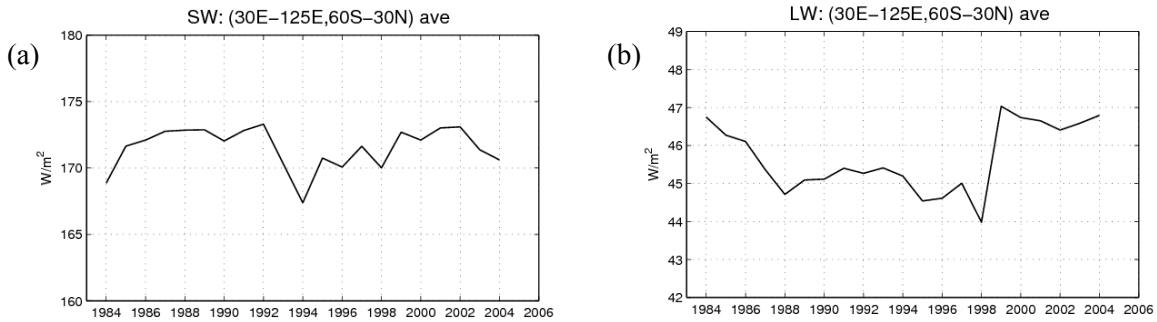 (a)
SW: (30E−125E,60S−30N) ave
180
175
170
165
160
W/m²
1984 1986 1988 1990 1992 1994 1996 1998 2000 2002 2004 2006
(b)
LW: (30E−125E,60S−30N) ave
49
48
47
46
45
44
43
42
W/m²
1984 1986 1988 1990 1992 1994 1996 1998 2000 2002 2004 2006